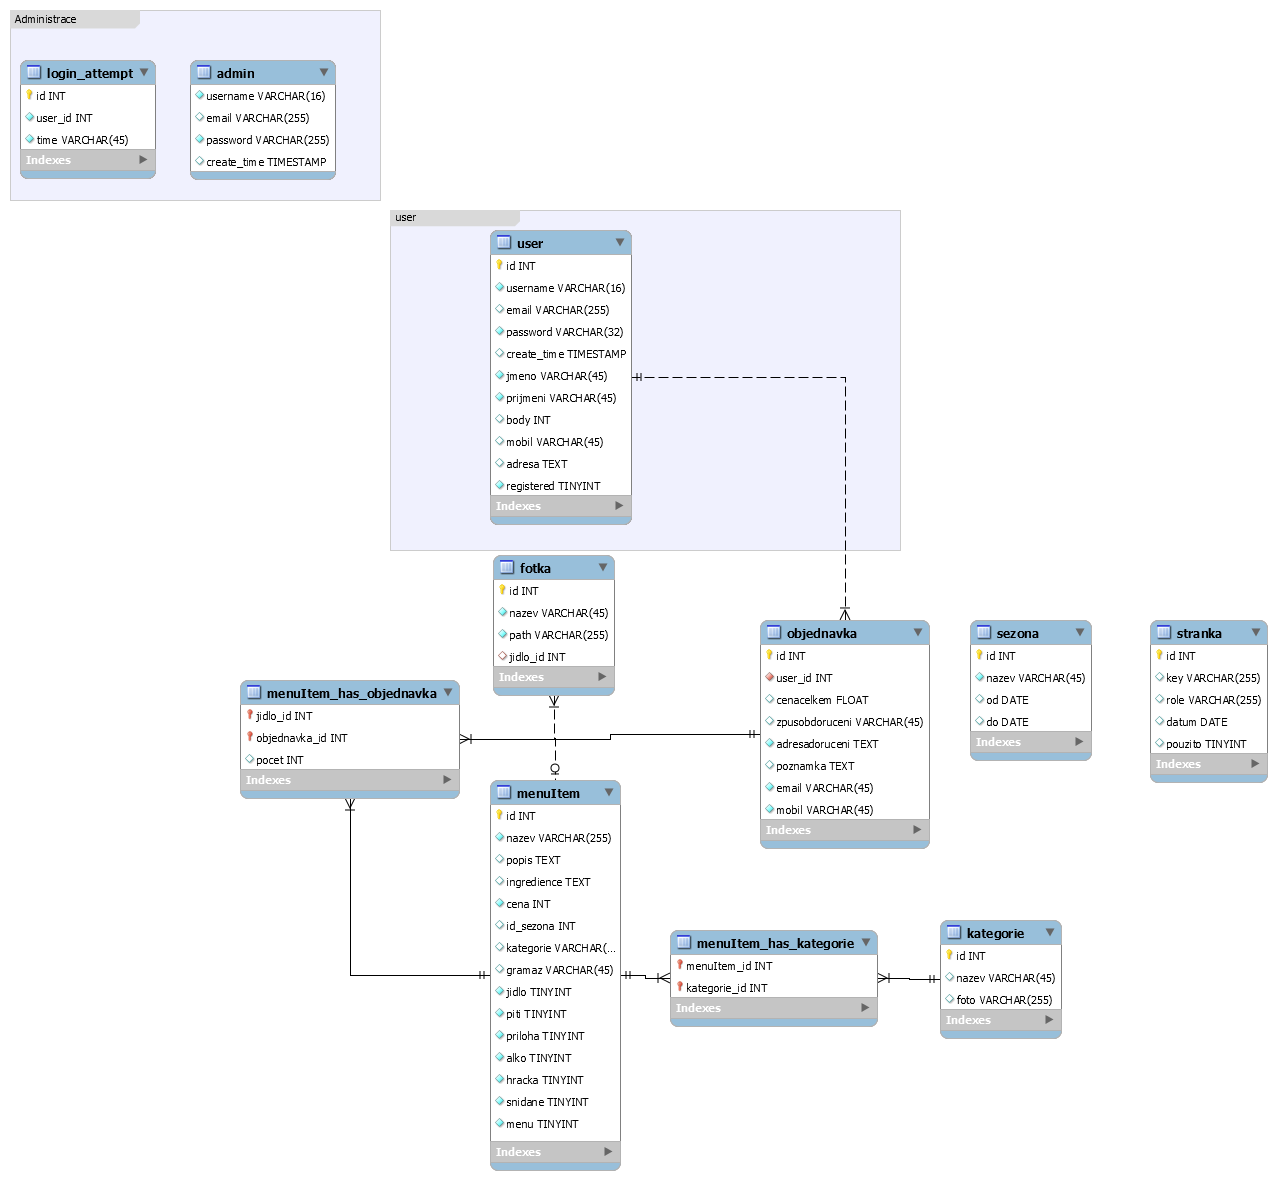 Administrace
login_attempt
id INT
user_id INT
time VARCHAR(45)
Indexes
admin
username VARCHAR(16)
email VARCHAR(255)
password VARCHAR(255)
create_time TIMESTAMP
user
user
id INT
username VARCHAR(16)
email VARCHAR(255)
password VARCHAR(32)
create_time TIMESTAMP
jmeno VARCHAR(45)
prijmeni VARCHAR(45)
body INT
mobil VARCHAR(45)
adresa TEXT
registered TINYINT
Indexes
fotka
id INT
nazev VARCHAR(45)
path VARCHAR(255)
jidlo_id INT
Indexes
objednavka
id INT
user_id INT
cenacelkem FLOAT
zpusobdoruceni VARCHAR(45)
adresadoruceni TEXT
poznamka TEXT
email VARCHAR(45)
mobil VARCHAR(45)
Indexes
sezona
id INT
nazev VARCHAR(45)
od DATE
do DATE
Indexes
stranka
id INT
key VARCHAR(255)
role VARCHAR(255)
datum DATE
pouzito TINYINT
Indexes
menuItem_has_objednavka
jidlo_id INT
objednavka_id INT
pocet INT
Indexes
menuItem
id INT
nazev VARCHAR(255)
popis TEXT
ingredience TEXT
cena INT
id_sezona INT
kategorie VARCHAR(...
gramaz VARCHAR(45)
jidlo TINYINT
piti TINYINT
priloha TINYINT
alko TINYINT
hracka TINYINT
snidane TINYINT
menu TINYINT
Indexes
menuItem_has_kategorie
menuItem_id INT
kategorie_id INT
Indexes
kategorie
id INT
nazev VARCHAR(45)
foto VARCHAR(255)
Indexes